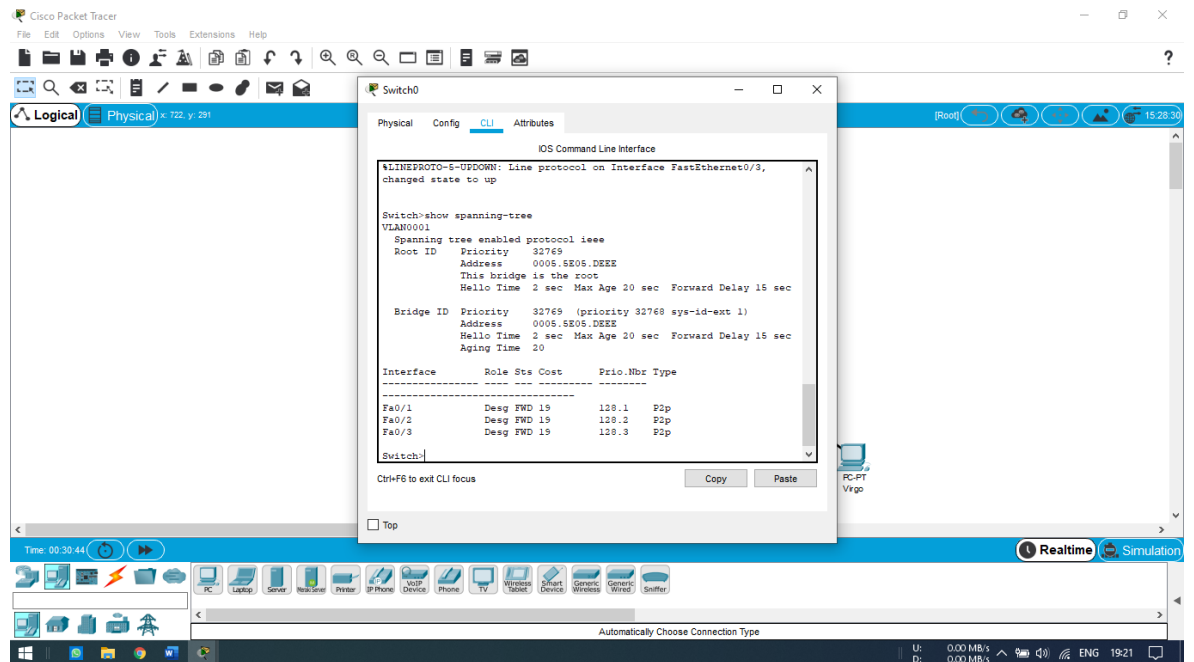 Cisco Packet Tracer
File Edit Options View Tools Extensions Help
?
Logical Physical x: 722, y: 291
[Root] 15:28:30
Switch0
Physical Config CLI Attributes
IOS Command Line Interface
%LINEPROTO-5-UPDOWN: Line protocol on Interface FastEthernet0/3,
changed state to up
Switch>show spanning-tree
VLAN0001
Spanning tree enabled protocol ieee
Root ID Priority 32769
Address 0005.5E05.DEEE
This bridge is the root
Hello Time 2 sec Max Age 20 sec Forward Delay 15 sec
Bridge ID Priority 32769 (priority 32768 sys-id-ext 1)
Address 0005.5E05.DEEE
Hello Time 2 sec Max Age 20 sec Forward Delay 15 sec
Aging Time 20
Interface Role Sts Cost Prio.Nbr Type
---------------- ---- --- --------- --------
--------------------------------
Fa0/1 Desg FWD 19 128.1 P2p
Fa0/2 Desg FWD 19 128.2 P2p
Fa0/3 Desg FWD 19 128.3 P2p
Switch>
Ctrl+F6 to exit CLI focus
Copy Paste
Top
PC-PT
Virgo
Time: 00:30:44
Realtime Simulation
PC Laptop Server Meraki Server Printer IP Phone VoIP Device Phone TV Wireless Tablet Smart Device Generic Wireless Generic Wired Sniffer
Automatically Choose Connection Type
U: 0.00 MB/s
D: 0.00 MB/s
ENG 19:21